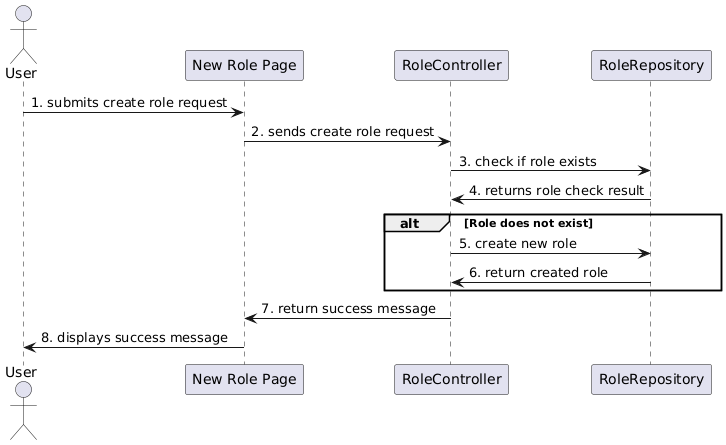 User
New Role Page
RoleController
RoleRepository
1. submits create role request
2. sends create role request
3. check if role exists
4. returns role check result
alt
[Role does not exist]
5. create new role
6. return created role
7. return success message
8. displays success message
User
New Role Page
RoleController
RoleRepository